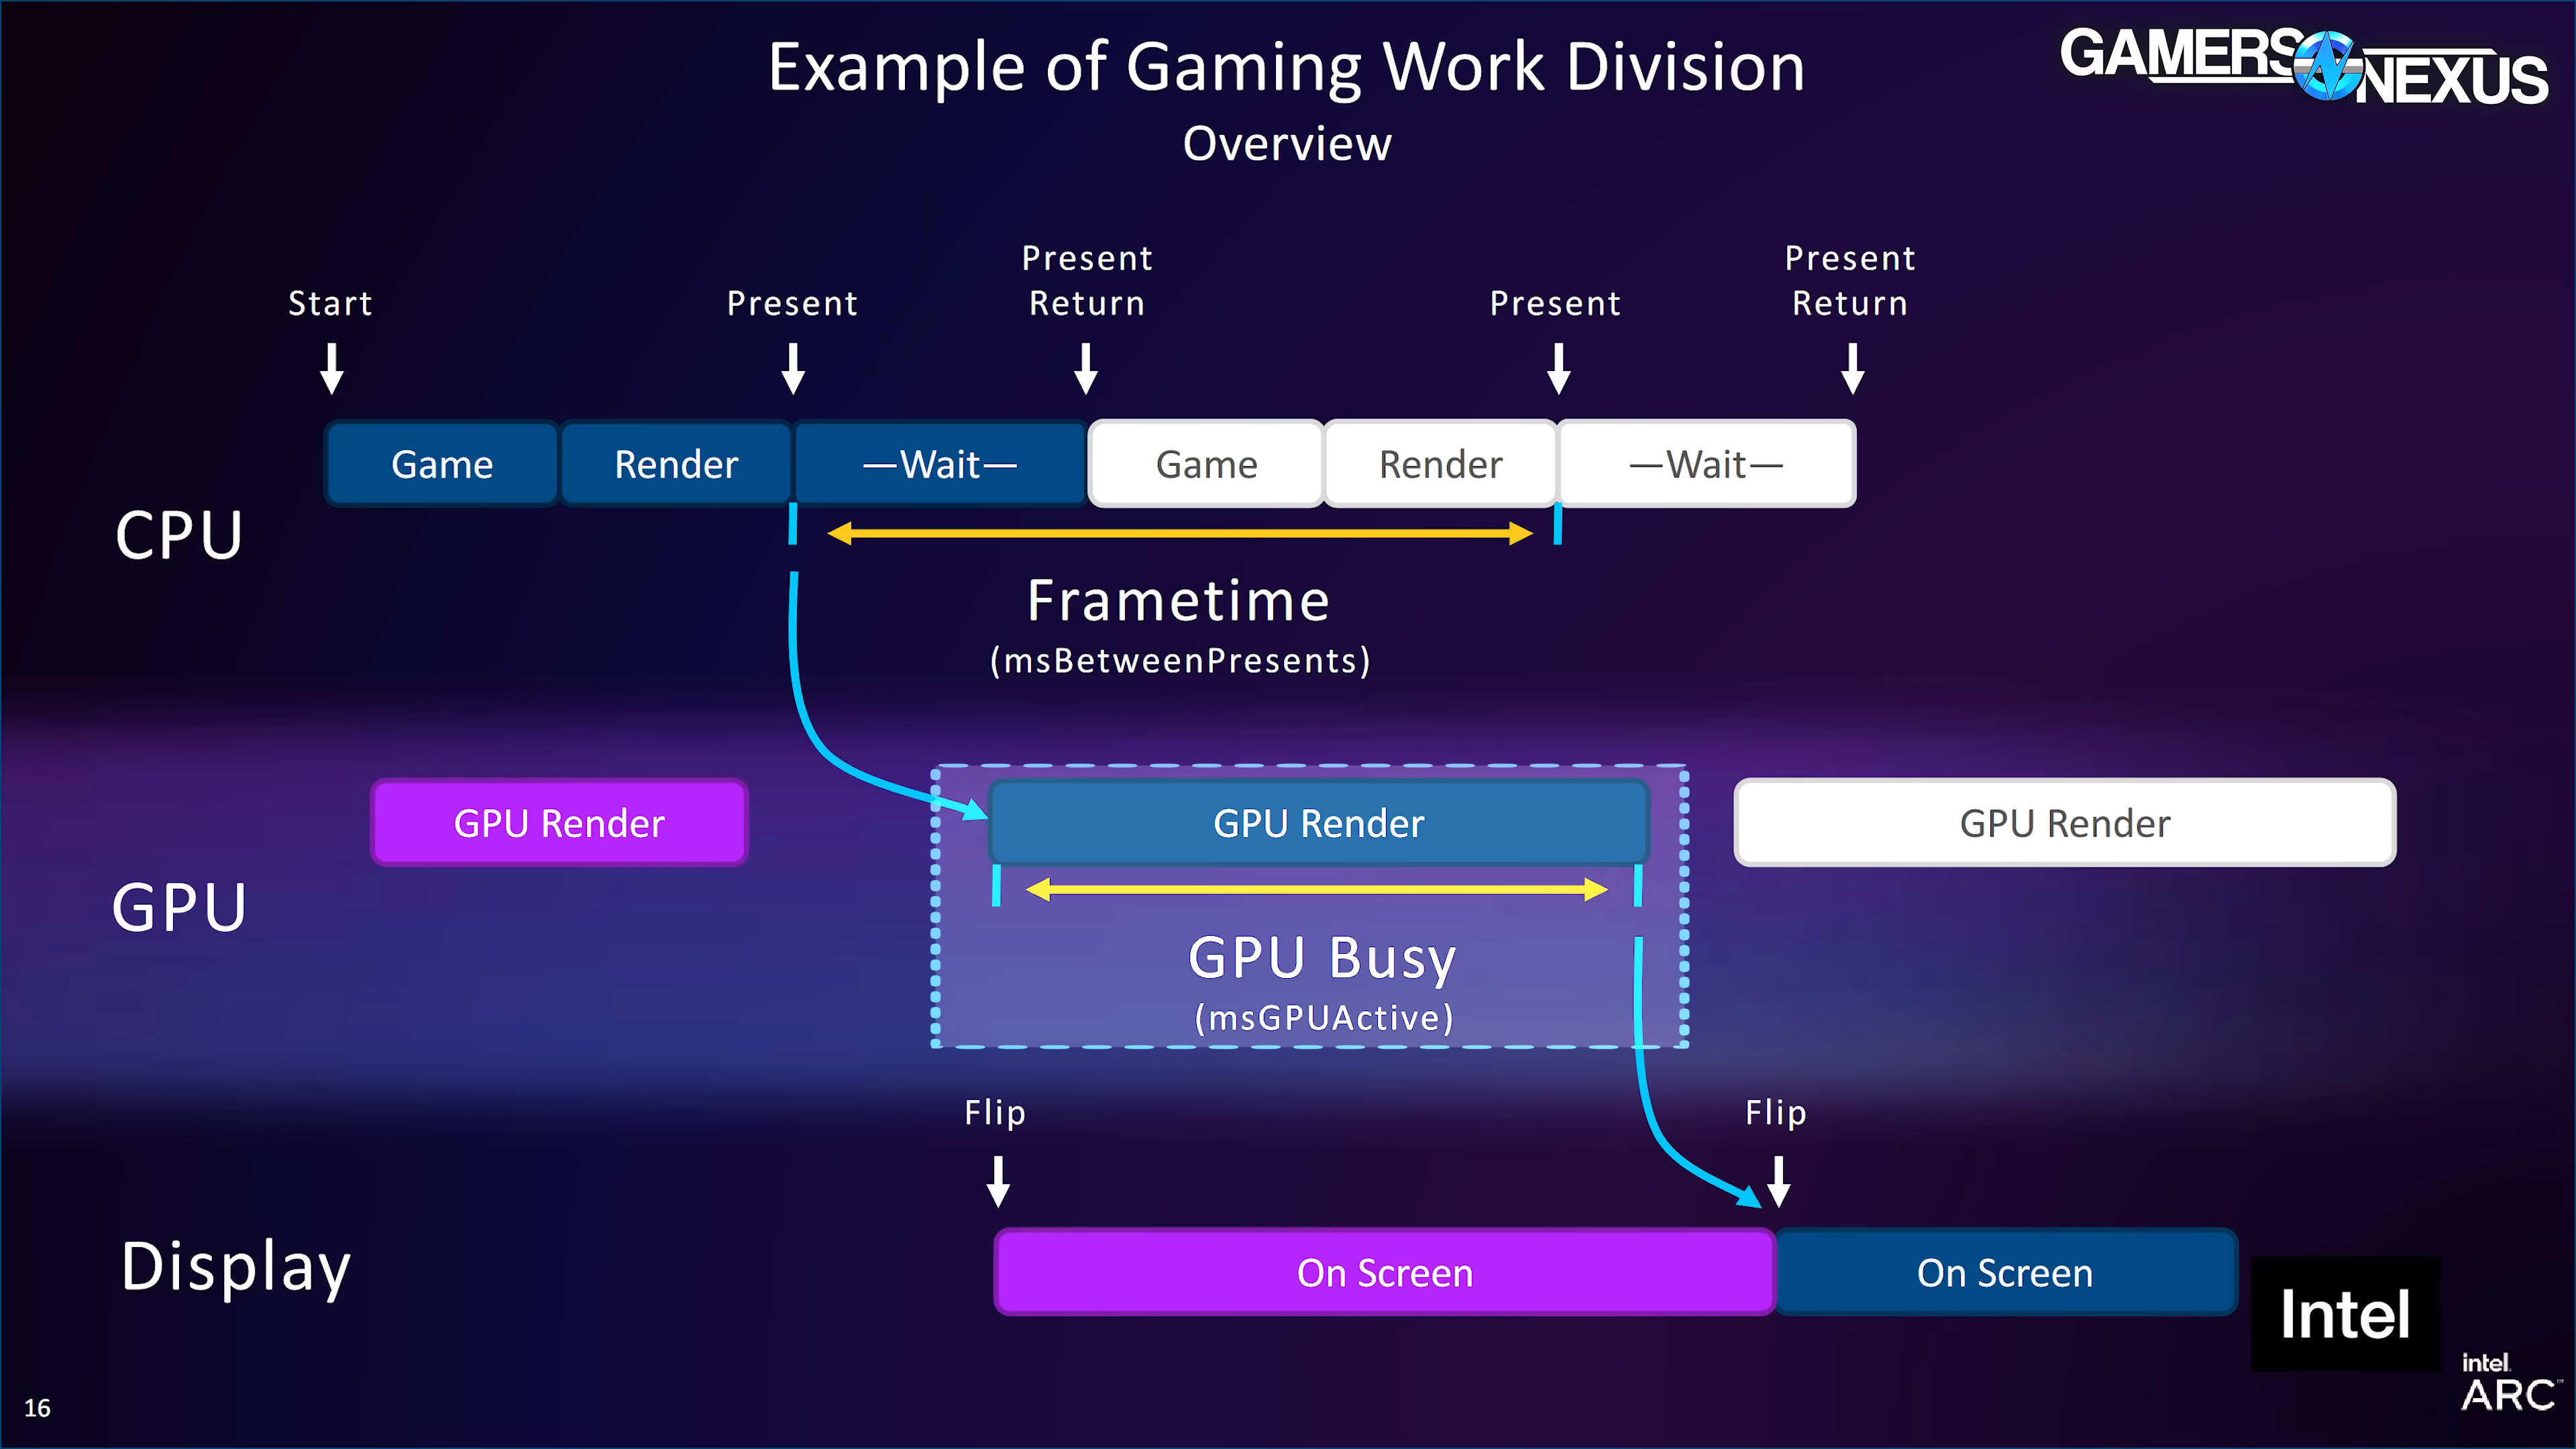 Example of Gaming Work Division
GAMERS NEXUS
Overview
Start
Present
Present
Return
Present
Present
Return
Game
Render
—Wait—
Game
Render
—Wait—
CPU
Frametime
(msBetweenPresents)
GPU Render
GPU Render
GPU Render
GPU
GPU Busy
(msGPUActive)
Flip
Flip
Display
On Screen
On Screen
Intel
intel.
ARC™
16